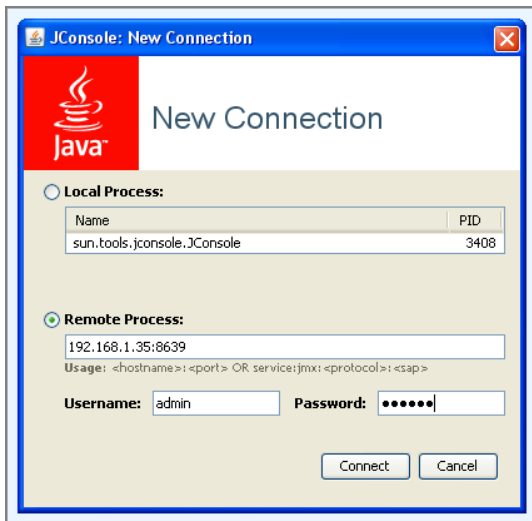 JConsole: New Connection
Java™
New Connection
Local Process:
Name PID
sun.tools.jconsole.JConsole 3408
Remote Process:
192.168.1.35:8639
Usage: <hostname>:<port> OR service:jmx:<protocol>:<sap>
Username: admin Password: ●●●●●●
Connect Cancel